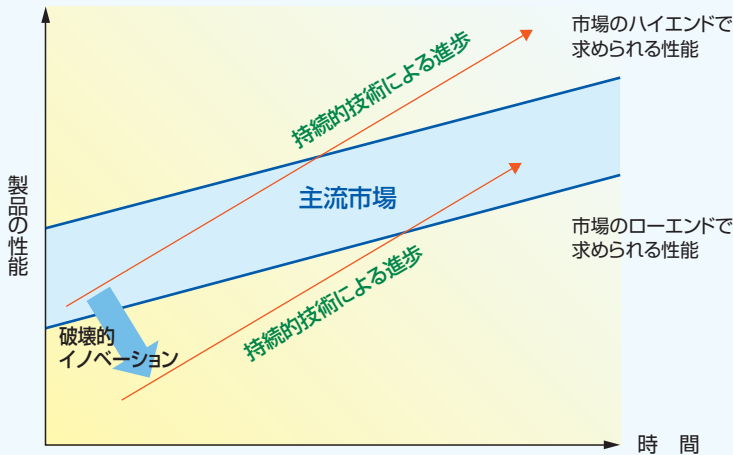 市場のハイエンドで
求められる性能
持続的技術による進歩
主流市場
製品の性能
市場のローエンドで
求められる性能
持続的技術による進歩
破壊的
イノベーション
時 間